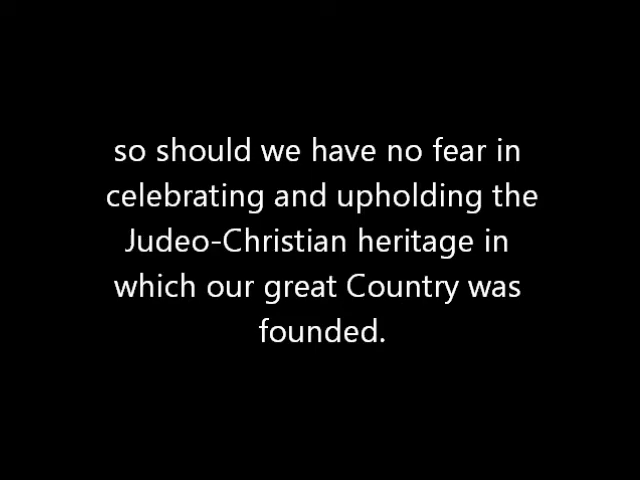 so should we have no fear in
celebrating and upholding the
Judeo-Christian heritage in
which our great Country was
founded.